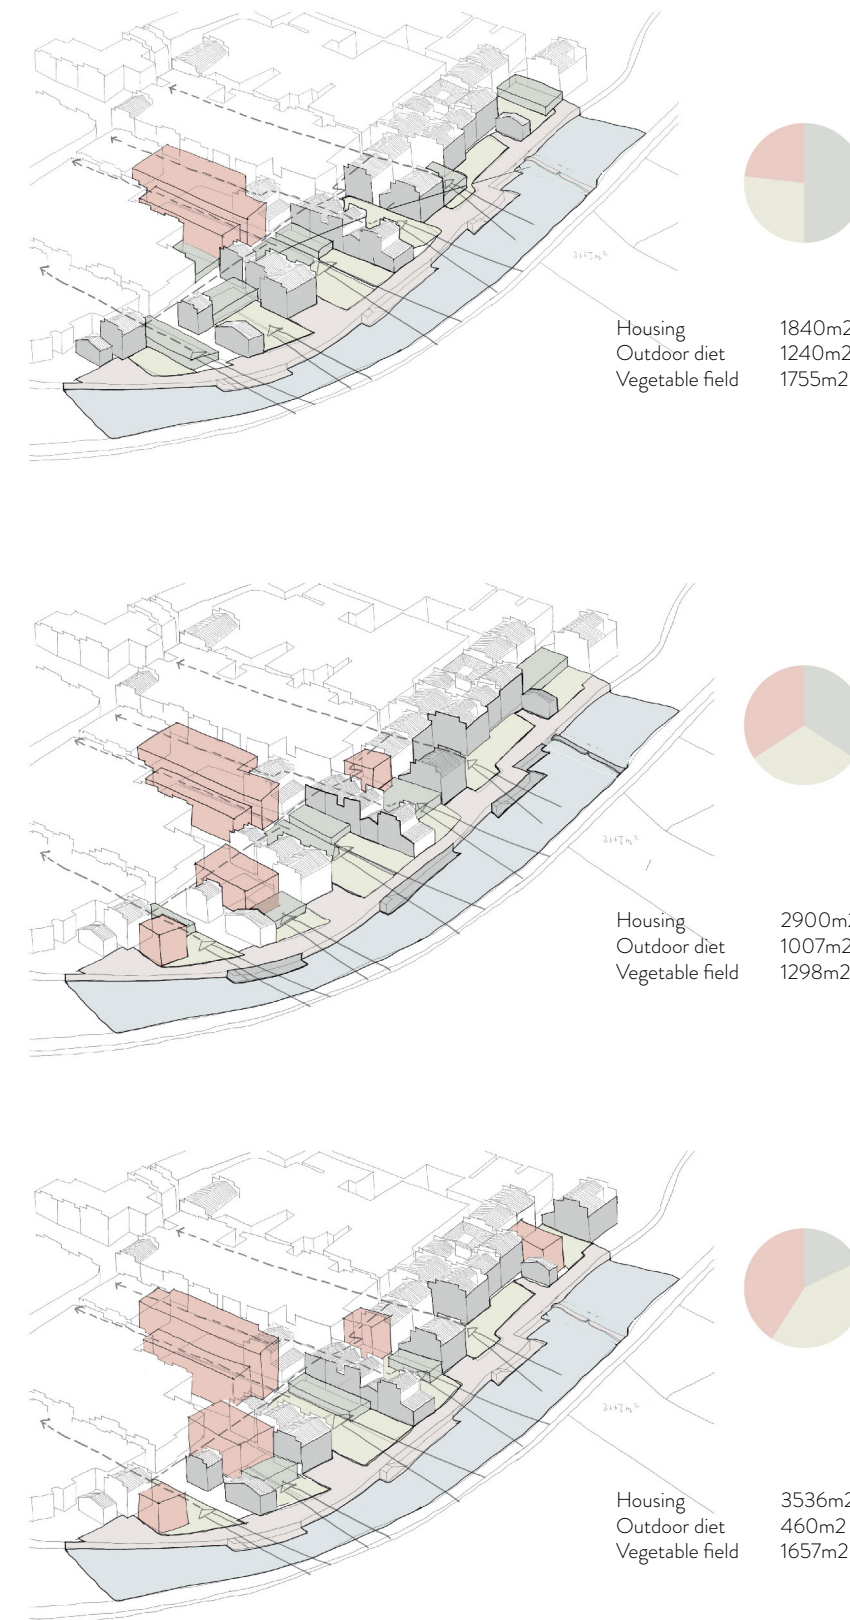 Housing 1840m2
Outdoor diet 1240m2
Vegetable field 1755m2
Housing 2900m2
Outdoor diet 1007m2
Vegetable field 1298m2
Housing 3536m2
Outdoor diet 460m2
Vegetable field 1657m2